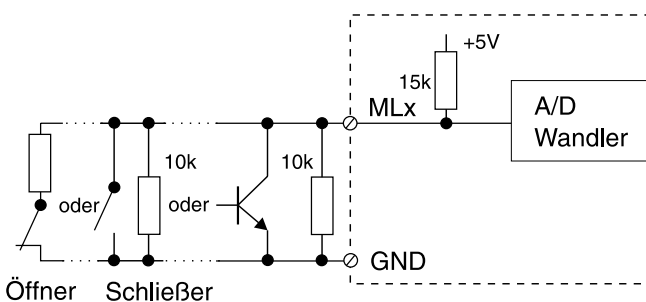 +5V
15k
MLx
A/D
Wandler
10k
10k
oder
oder
GND
Öffner
Schließer